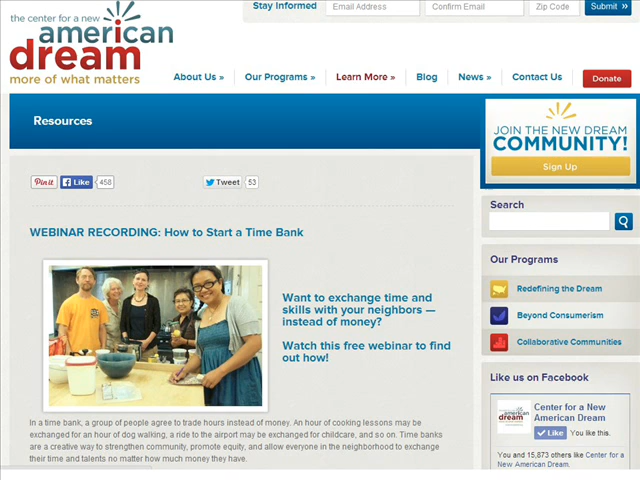 the center for a new
american
dream
more of what matters
Stay Informed
Email Address
Confirm Email
Zip Code
Submit »
About Us »
Our Programs »
Learn More »
Blog
News »
Contact Us
Donate
Resources
JOIN THE NEW DREAM
COMMUNITY!
Sign Up
Pinit
Like
458
Tweet
53
Search
WEBINAR RECORDING: How to Start a Time Bank
Want to exchange time and
skills with your neighbors —
instead of money?
Watch this free webinar to find
out how!
In a time bank, a group of people agree to trade hours instead of money. An hour of cooking lessons may be
exchanged for an hour of dog walking, a ride to the airport may be exchanged for childcare, and so on. Time banks
are a creative way to strengthen community, promote equity, and allow everyone in the neighborhood to exchange
their time and talents no matter how much money they have.
Our Programs
Redefining the Dream
Beyond Consumerism
Collaborative Communities
Like us on Facebook
american
dream
Center for a New
American Dream
Like
You like this.
You and 15,873 others like Center for a
New American Dream.